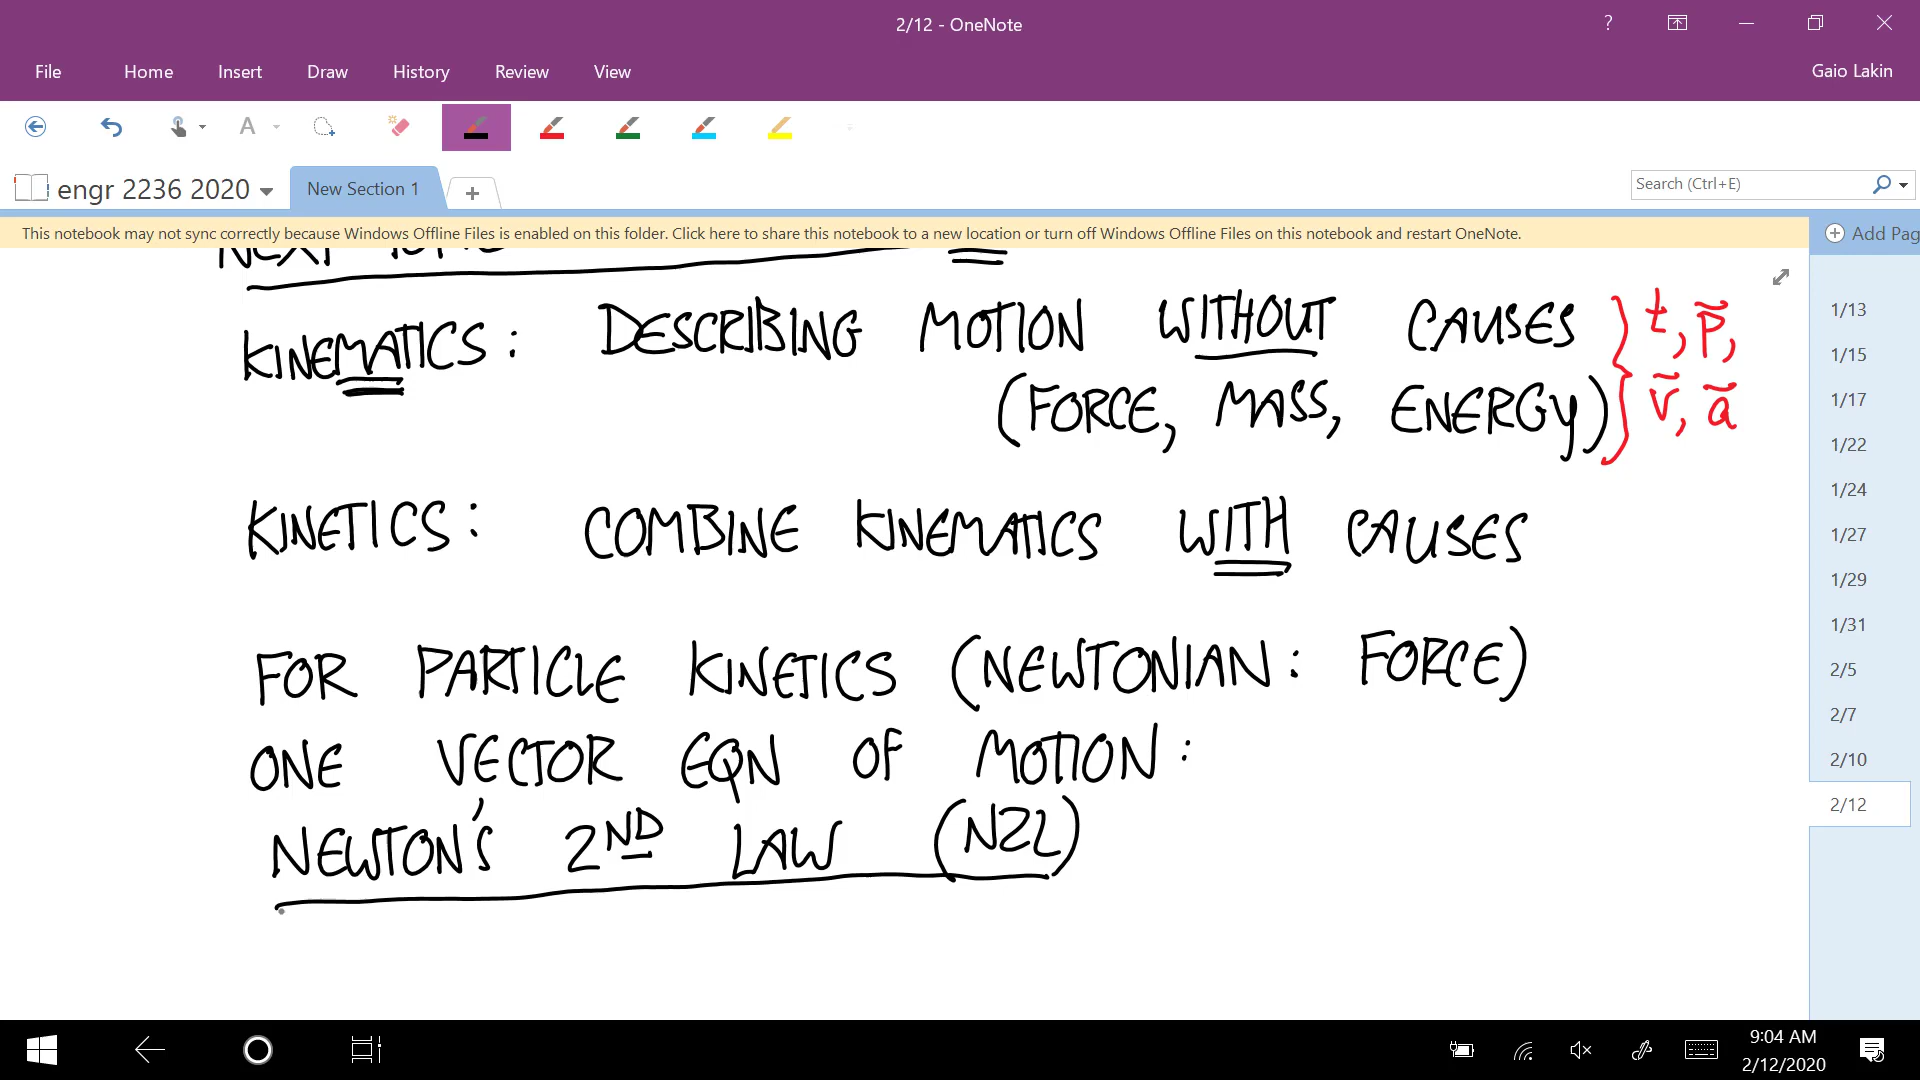 2/12 - OneNote
?
File Home Insert Draw History Review View
Gaio Lakin
A
engr 2236 2020
New Section 1
+
Search (Ctrl+E)
This notebook may not sync correctly because Windows Offline Files is enabled on this folder. Click here to share this notebook to a new location or turn off Windows Offline Files on this notebook and restart OneNote.
Add Pag
NEXT
KINEMATICS: DESCRIBING MOTION WITHOUT CAUSES
(FORCE, MASS, ENERGY)
t, p̄,
v̄, ā
KINETICS: COMBINE KINEMATICS WITH CAUSES
FOR PARTICLE KINETICS (NEWTONIAN: FORCE)
ONE VECTOR EQN OF MOTION:
NEWTON'S 2ND LAW (N2L)
1/13
1/15
1/17
1/22
1/24
1/27
1/29
1/31
2/5
2/7
2/10
2/12
9:04 AM
2/12/2020